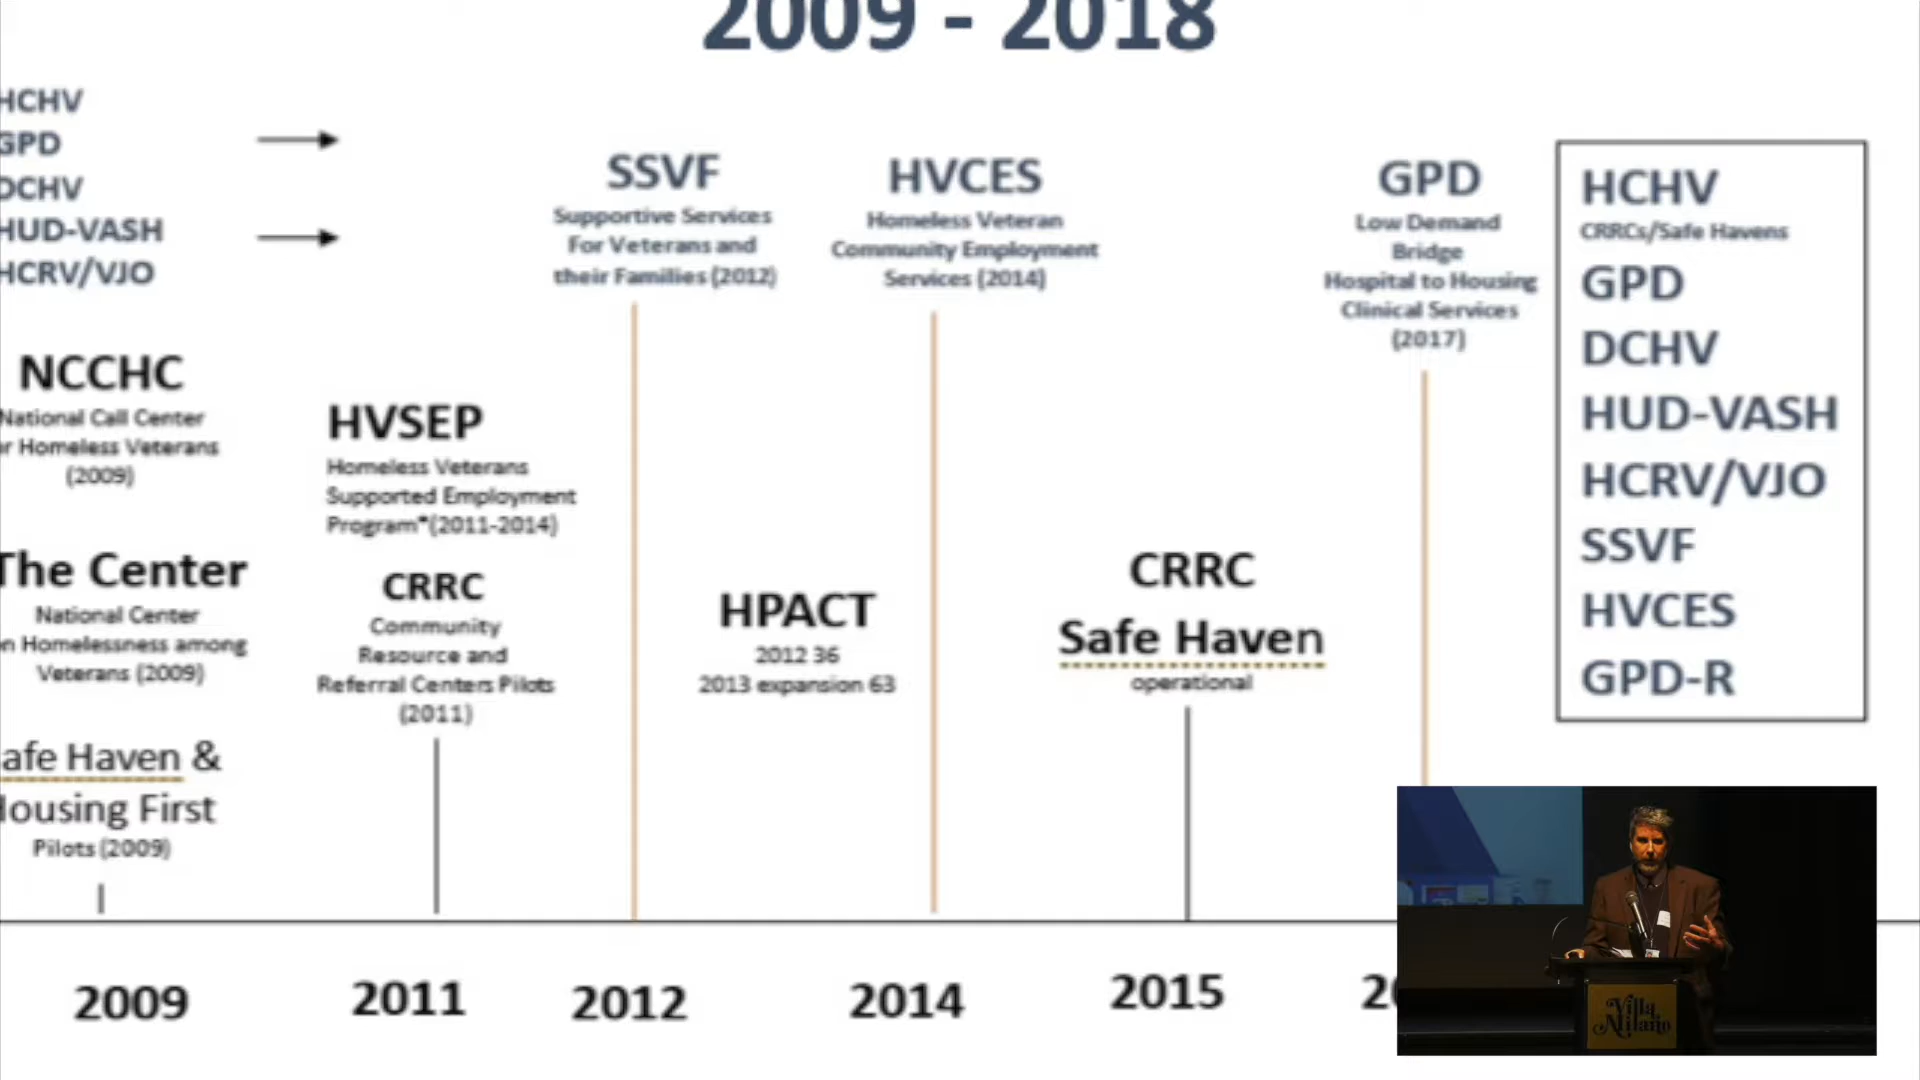 2009 - 2018
HCHV
GPD
DCHV
HUD-VASH
HCRV/VJO
NCCHC
National Call Center
or Homeless Veterans
(2009)
The Center
National Center
on Homelessness among
Veterans (2009)
afe Haven &
Housing First
Pilots (2009)
HVSEP
Homeless Veterans
Supported Employment
Program*(2011-2014)
CRRC
Community
Resource and
Referral Centers Pilots
(2011)
SSVF
Supportive Services
For Veterans and
their Families (2012)
HPACT
2012 36
2013 expansion 63
HVCES
Homeless Veteran
Community Employment
Services (2014)
CRRC
Safe Haven
operational
GPD
Low Demand
Bridge
Hospital to Housing
Clinical Services
(2017)
HCHV
CRRCs/Safe Havens
GPD
DCHV
HUD-VASH
HCRV/VJO
SSVF
HVCES
GPD-R
2009
2011
2012
2014
2015
20
Villa
Milano